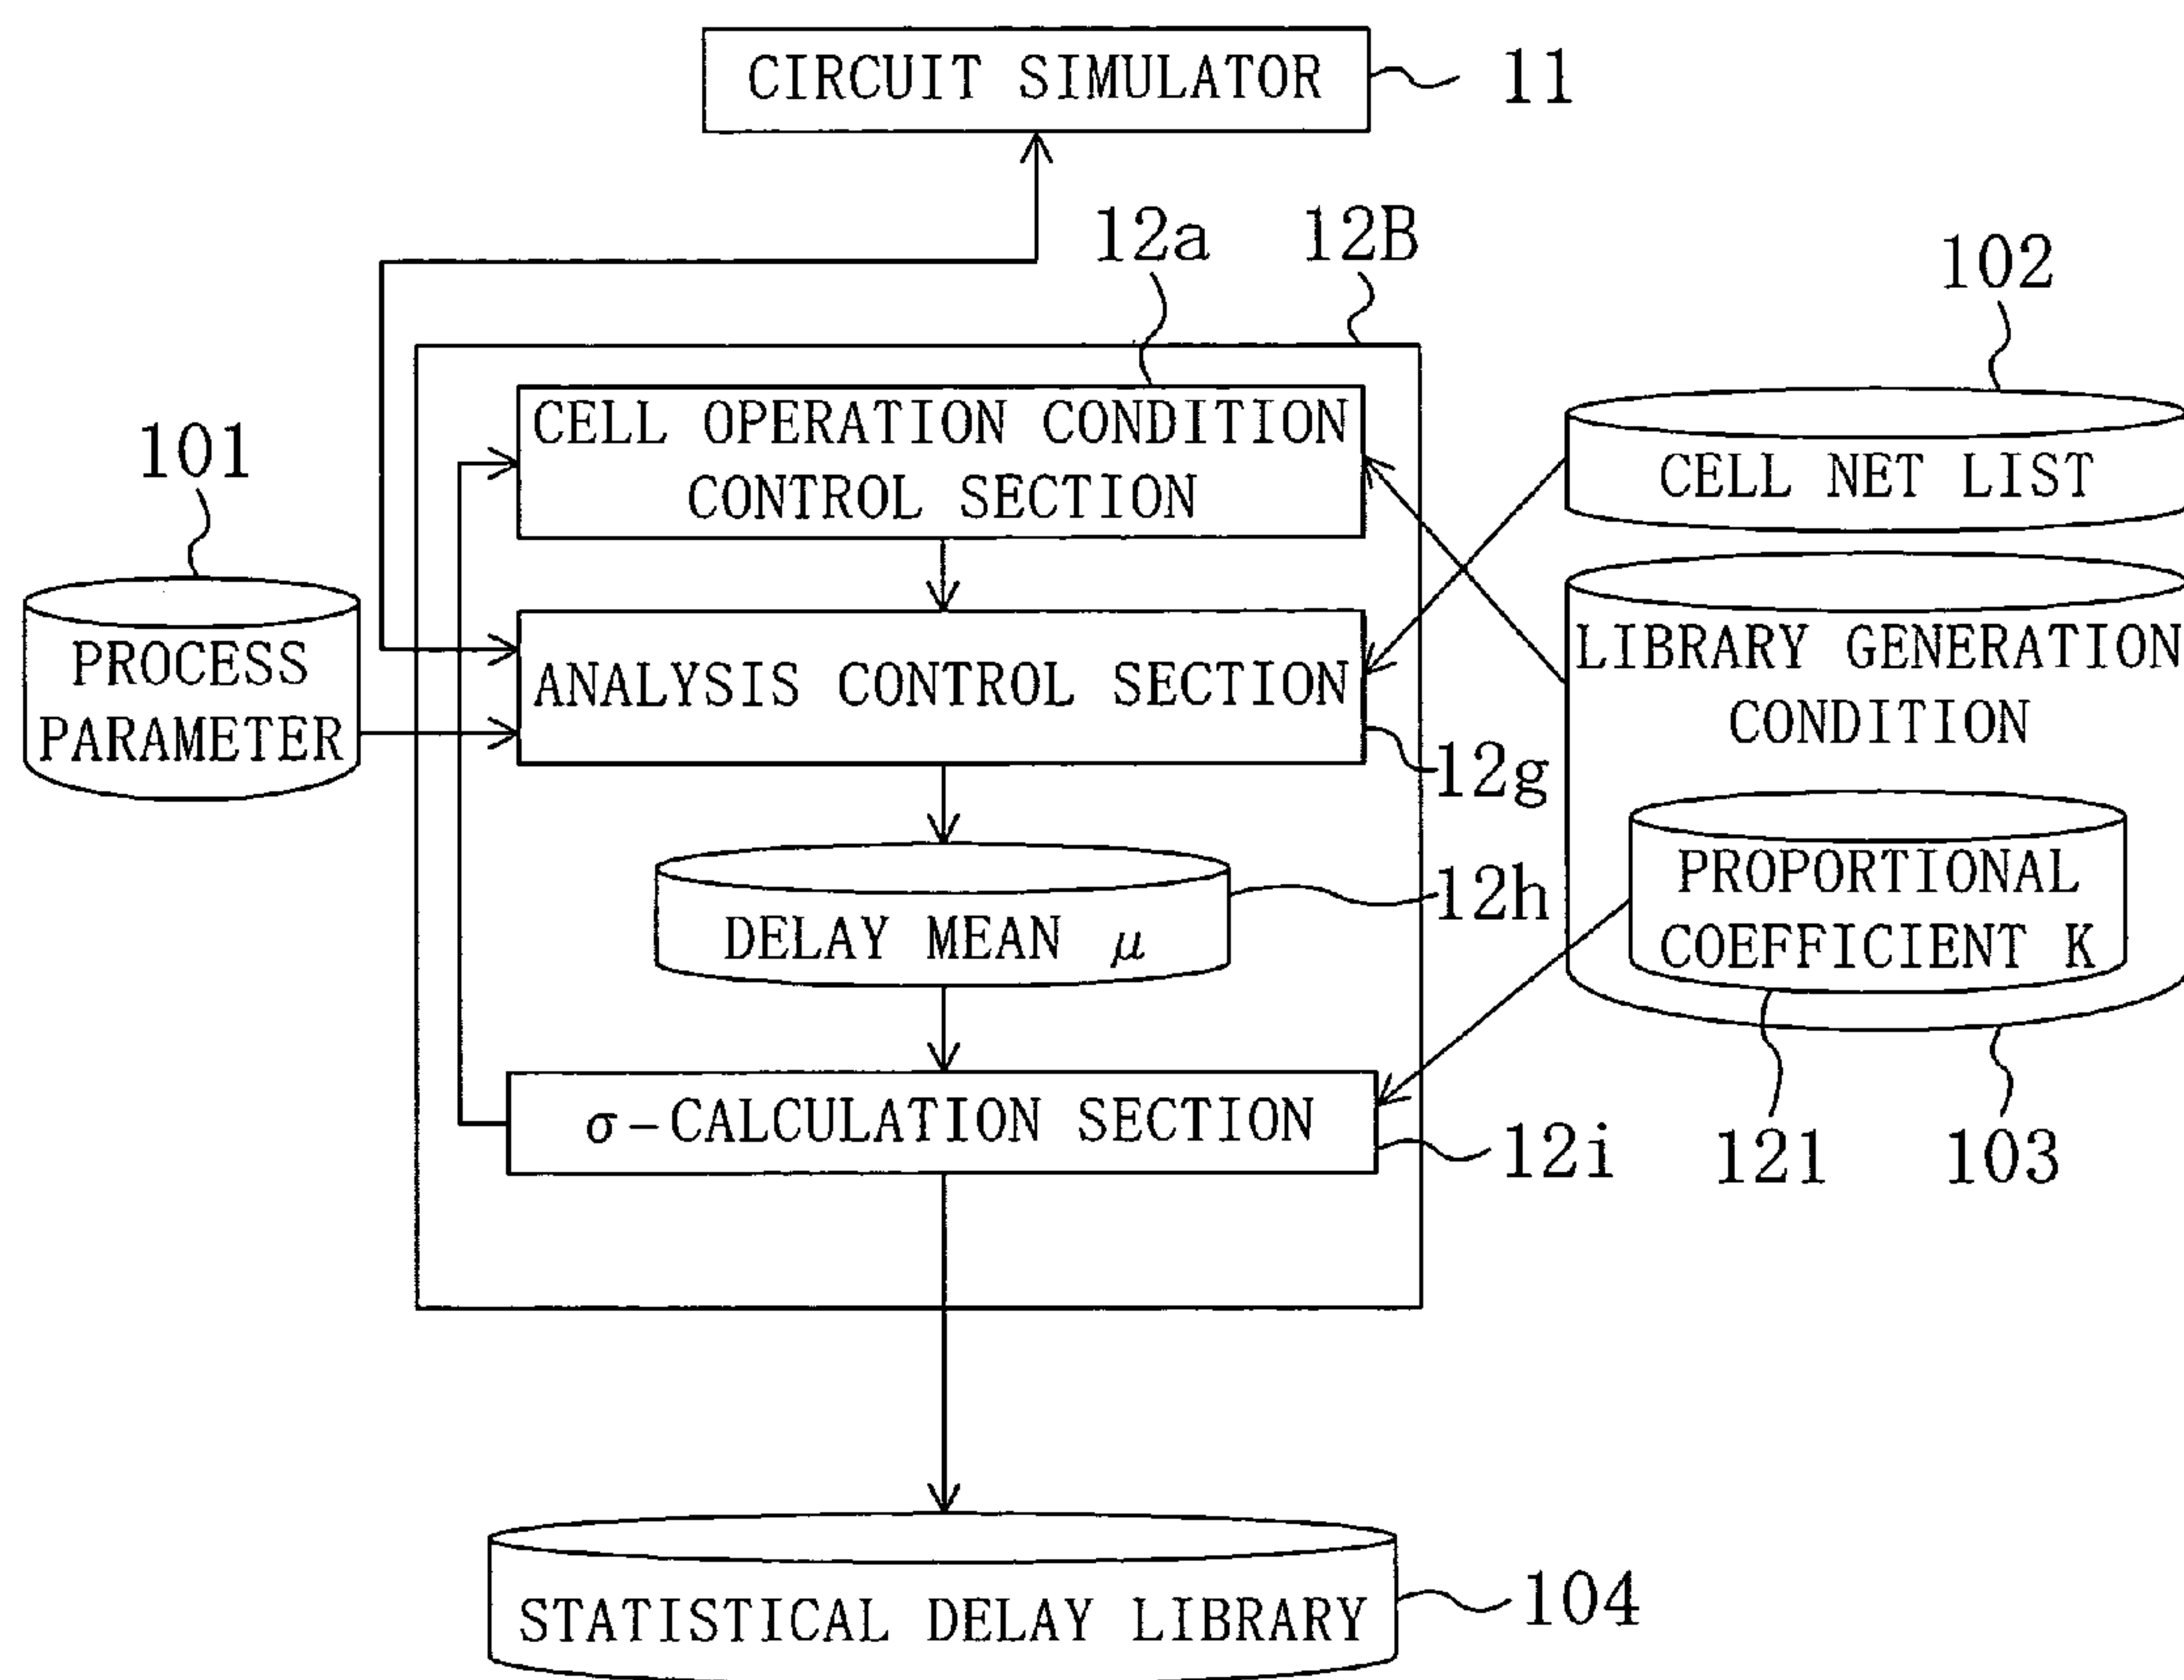 CIRCUIT SIMULATOR
11
12a
12B
102
CELL OPERATION CONDITION
CONTROL SECTION
101
CELL NET LIST
PROCESS
PARAMETER
ANALYSIS CONTROL SECTION
LIBRARY GENERATION
CONDITION
12g
PROPORTIONAL
COEFFICIENT K
12h
DELAY MEAN μ
σ-CALCULATION SECTION
12i
121
103
STATISTICAL DELAY LIBRARY
104